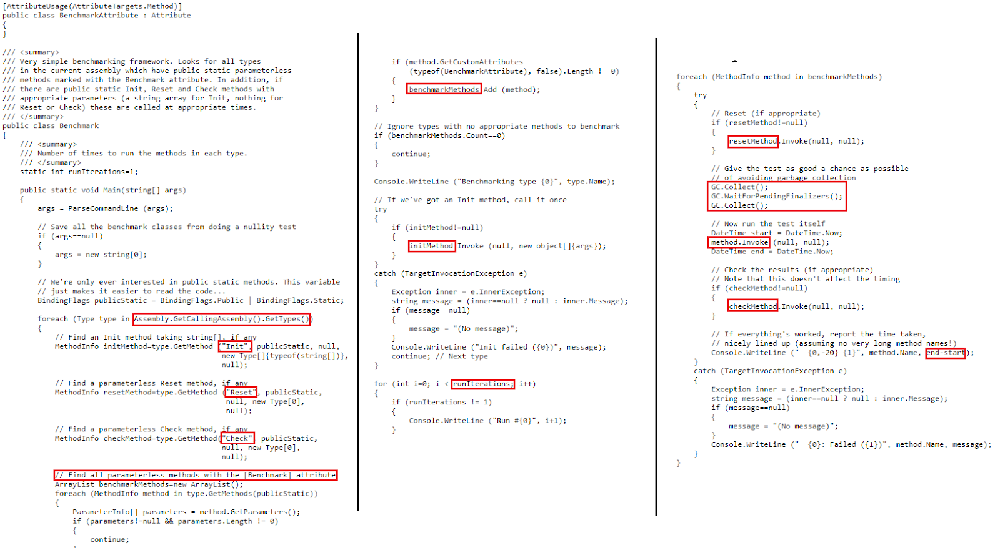 [AttributeUsage(AttributeTargets.Method)]
public class BenchmarkAttribute : Attribute
{
}
/// <summary>
/// Very simple benchmarking framework. Looks for all types
/// in the current assembly which have public static parameterless
/// methods marked with the Benchmark attribute. In addition, if
/// there are public static Init, Reset and Check methods with
/// appropriate parameters (a string array for Init, nothing for
/// Reset or Check) these are called at appropriate times.
/// </summary>
public class Benchmark
{
/// <summary>
/// Number of times to run the methods in each type.
/// </summary>
static int runIterations=1;
public static void Main(string[] args)
{
args = ParseCommandLine (args);
// Save all the benchmark classes from doing a nullity test
if (args==null)
{
args = new string[0];
}
// We're only ever interested in public static methods. This variable
// just makes it easier to read the code...
BindingFlags publicStatic = BindingFlags.Public | BindingFlags.Static;
foreach (Type type in Assembly.GetCallingAssembly().GetTypes())
{
// Find an Init method taking string[], if any
MethodInfo initMethod=type.GetMethod ("Init", publicStatic, null,
new Type[]{typeof(string[])},
null);
// Find a parameterless Reset method, if any
MethodInfo resetMethod=type.GetMethod ("Reset", publicStatic,
null, new Type[0],
null);
// Find a parameterless Check method, if any
MethodInfo checkMethod=type.GetMethod("Check" publicStatic,
null, new Type[0],
null);
// Find all parameterless methods with the [Benchmark] attribute
ArrayList benchmarkMethods=new ArrayList();
foreach (MethodInfo method in type.GetMethods(publicStatic))
{
ParameterInfo[] parameters = method.GetParameters();
if (parameters!=null && parameters.Length != 0)
{
continue;
}
if (method.GetCustomAttributes
(typeof(BenchmarkAttribute), false).Length != 0)
{
benchmarkMethods Add (method);
}
}
// Ignore types with no appropriate methods to benchmark
if (benchmarkMethods.Count==0)
{
continue;
}
Console.WriteLine ("Benchmarking type {0}", type.Name);
// If we've got an Init method, call it once
try
{
if (initMethod!=null)
{
initMethod Invoke (null, new object[]{args});
}
}
catch (TargetInvocationException e)
{
Exception inner = e.InnerException;
string message = (inner==null ? null : inner.Message);
if (message==null)
{
message = "(No message)";
}
Console.WriteLine ("Init failed ({0})", message);
continue; // Next type
}
for (int i=0; i < runIterations; i++)
{
if (runIterations != 1)
{
Console.WriteLine ("Run #{0}", i+1);
}
foreach (MethodInfo method in benchmarkMethods)
{
try
{
// Reset (if appropriate)
if (resetMethod!=null)
{
resetMethod.Invoke(null, null);
}
// Give the test as good a chance as possible
// of avoiding garbage collection
GC.Collect();
GC.WaitForPendingFinalizers();
GC.Collect();
// Now run the test itself
DateTime start = DateTime.Now;
method.Invoke (null, null);
DateTime end = DateTime.Now;
// Check the results (if appropriate)
// Note that this doesn't affect the timing
if (checkMethod!=null)
{
checkMethod.Invoke(null, null);
}
// If everything's worked, report the time taken,
// nicely lined up (assuming no very long method names!)
Console.WriteLine ("  {0,-20} {1}", method.Name, end-start);
}
catch (TargetInvocationException e)
{
Exception inner = e.InnerException;
string message = (inner==null ? null : inner.Message);
if (message==null)
{
message = "(No message)";
}
Console.WriteLine ("  {0}: Failed ({1})", method.Name, message);
}
}